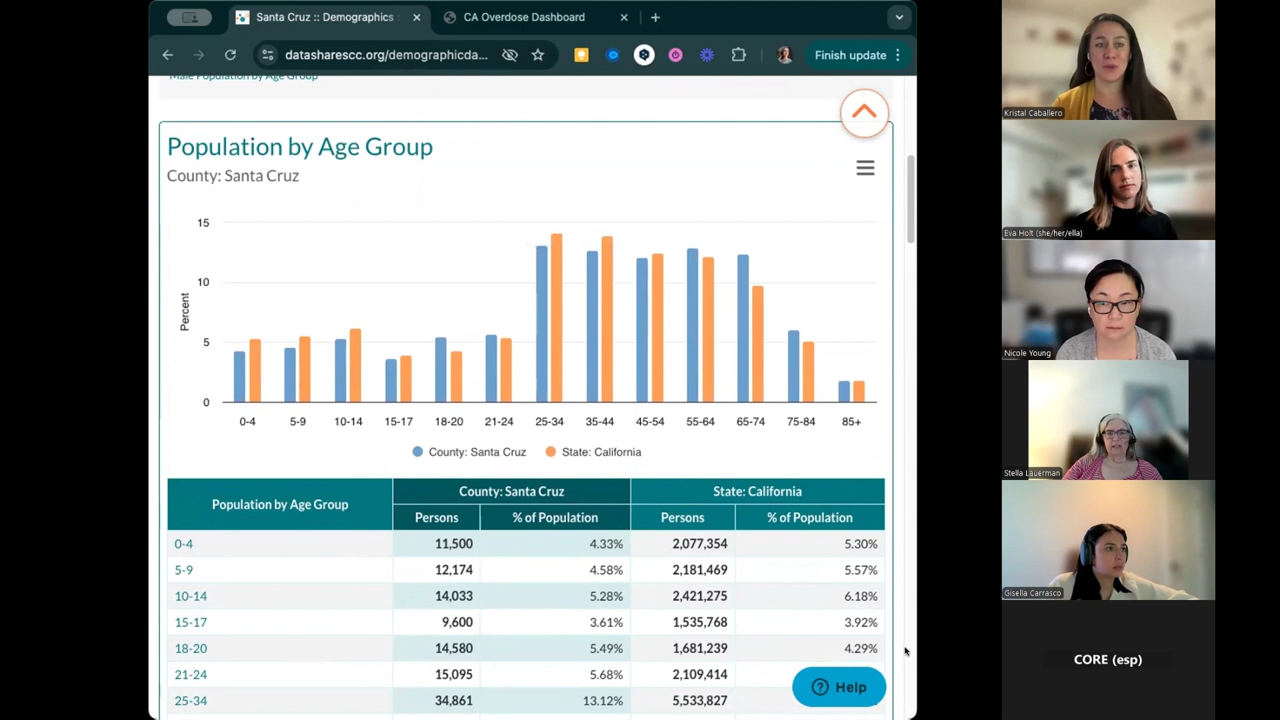 Santa Cruz :: Demographics :
CA Overdose Dashboard
datasharescc.org/demographicda...
Finish update
Male Population by Age Group
Population by Age Group
County: Santa Cruz
15
10
5
0
Percent
0-4 5-9 10-14 15-17 18-20 21-24 25-34 35-44 45-54 55-64 65-74 75-84 85+
County: Santa Cruz State: California
Population by Age Group County: Santa Cruz State: California
Persons % of Population Persons % of Population
0-4 11,500 4.33% 2,077,354 5.30%
5-9 12,174 4.58% 2,181,469 5.57%
10-14 14,033 5.28% 2,421,275 6.18%
15-17 9,600 3.61% 1,535,768 3.92%
18-20 14,580 5.49% 1,681,239 4.29%
21-24 15,095 5.68% 2,109,414
25-34 34,861 13.12% 5,533,827
Help
Kristal Caballero
Eva Holt (she/her/ella)
Nicole Young
Stella Lauerman
Gisella Carrasco
CORE (esp)